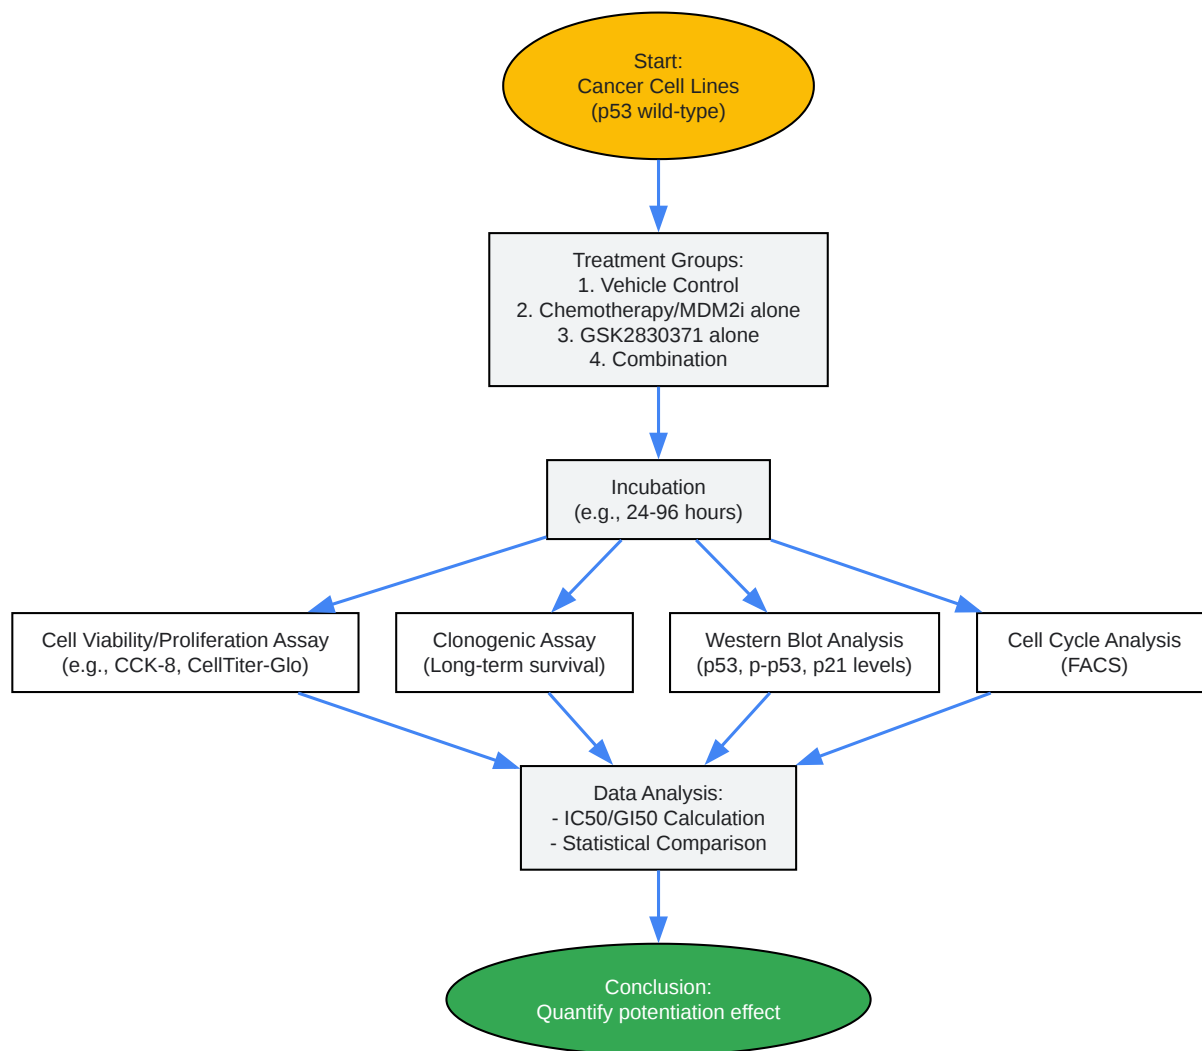 Start:
Cancer Cell Lines
(p53 wild-type)
Treatment Groups:
1. Vehicle Control
2. Chemotherapy/MDM2i alone
3. GSK2830371 alone
4. Combination
Incubation
(e.g., 24-96 hours)
Cell Viability/Proliferation Assay
(e.g., CCK-8, CellTiter-Glo)
Clonogenic Assay
(Long-term survival)
Western Blot Analysis
(p53, p-p53, p21 levels)
Cell Cycle Analysis
(FACS)
Data Analysis:
- IC50/GI50 Calculation
- Statistical Comparison
Conclusion:
Quantify potentiation effect